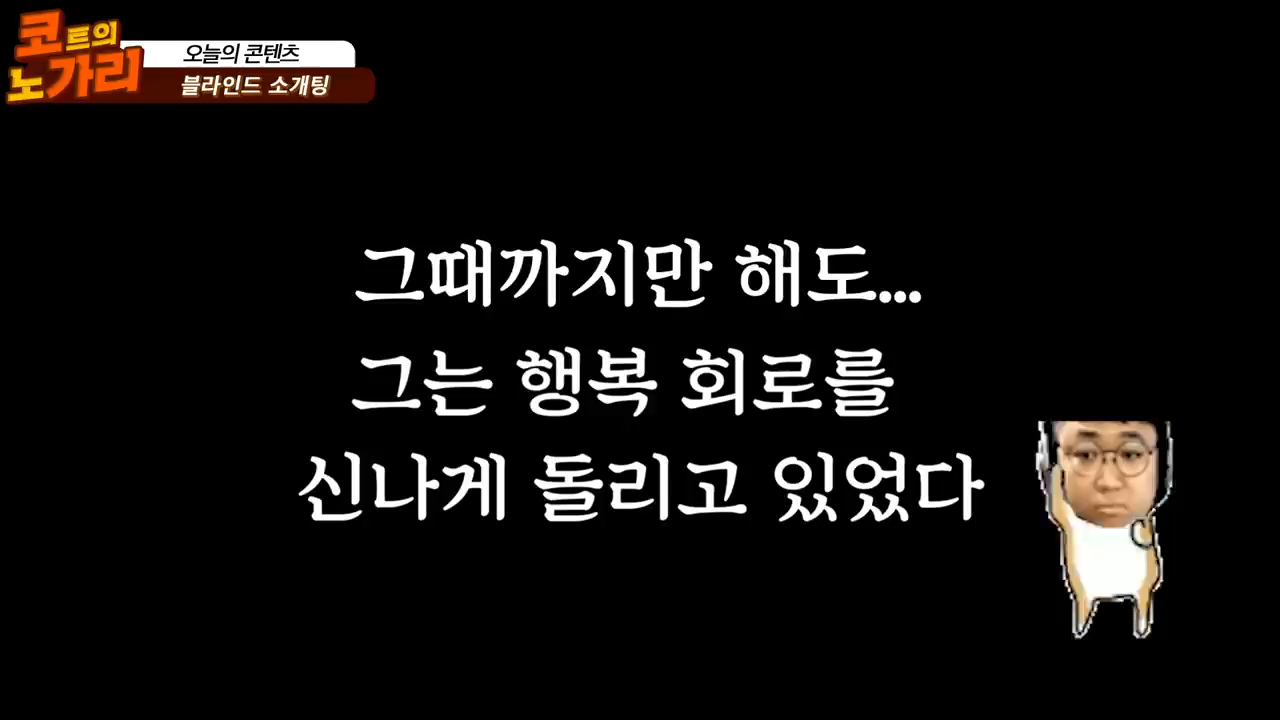 코트의
노가리
오늘의 콘텐츠
블라인드 소개팅
그때까지만 해도...
그는 행복 회로를
신나게 돌리고 있었다